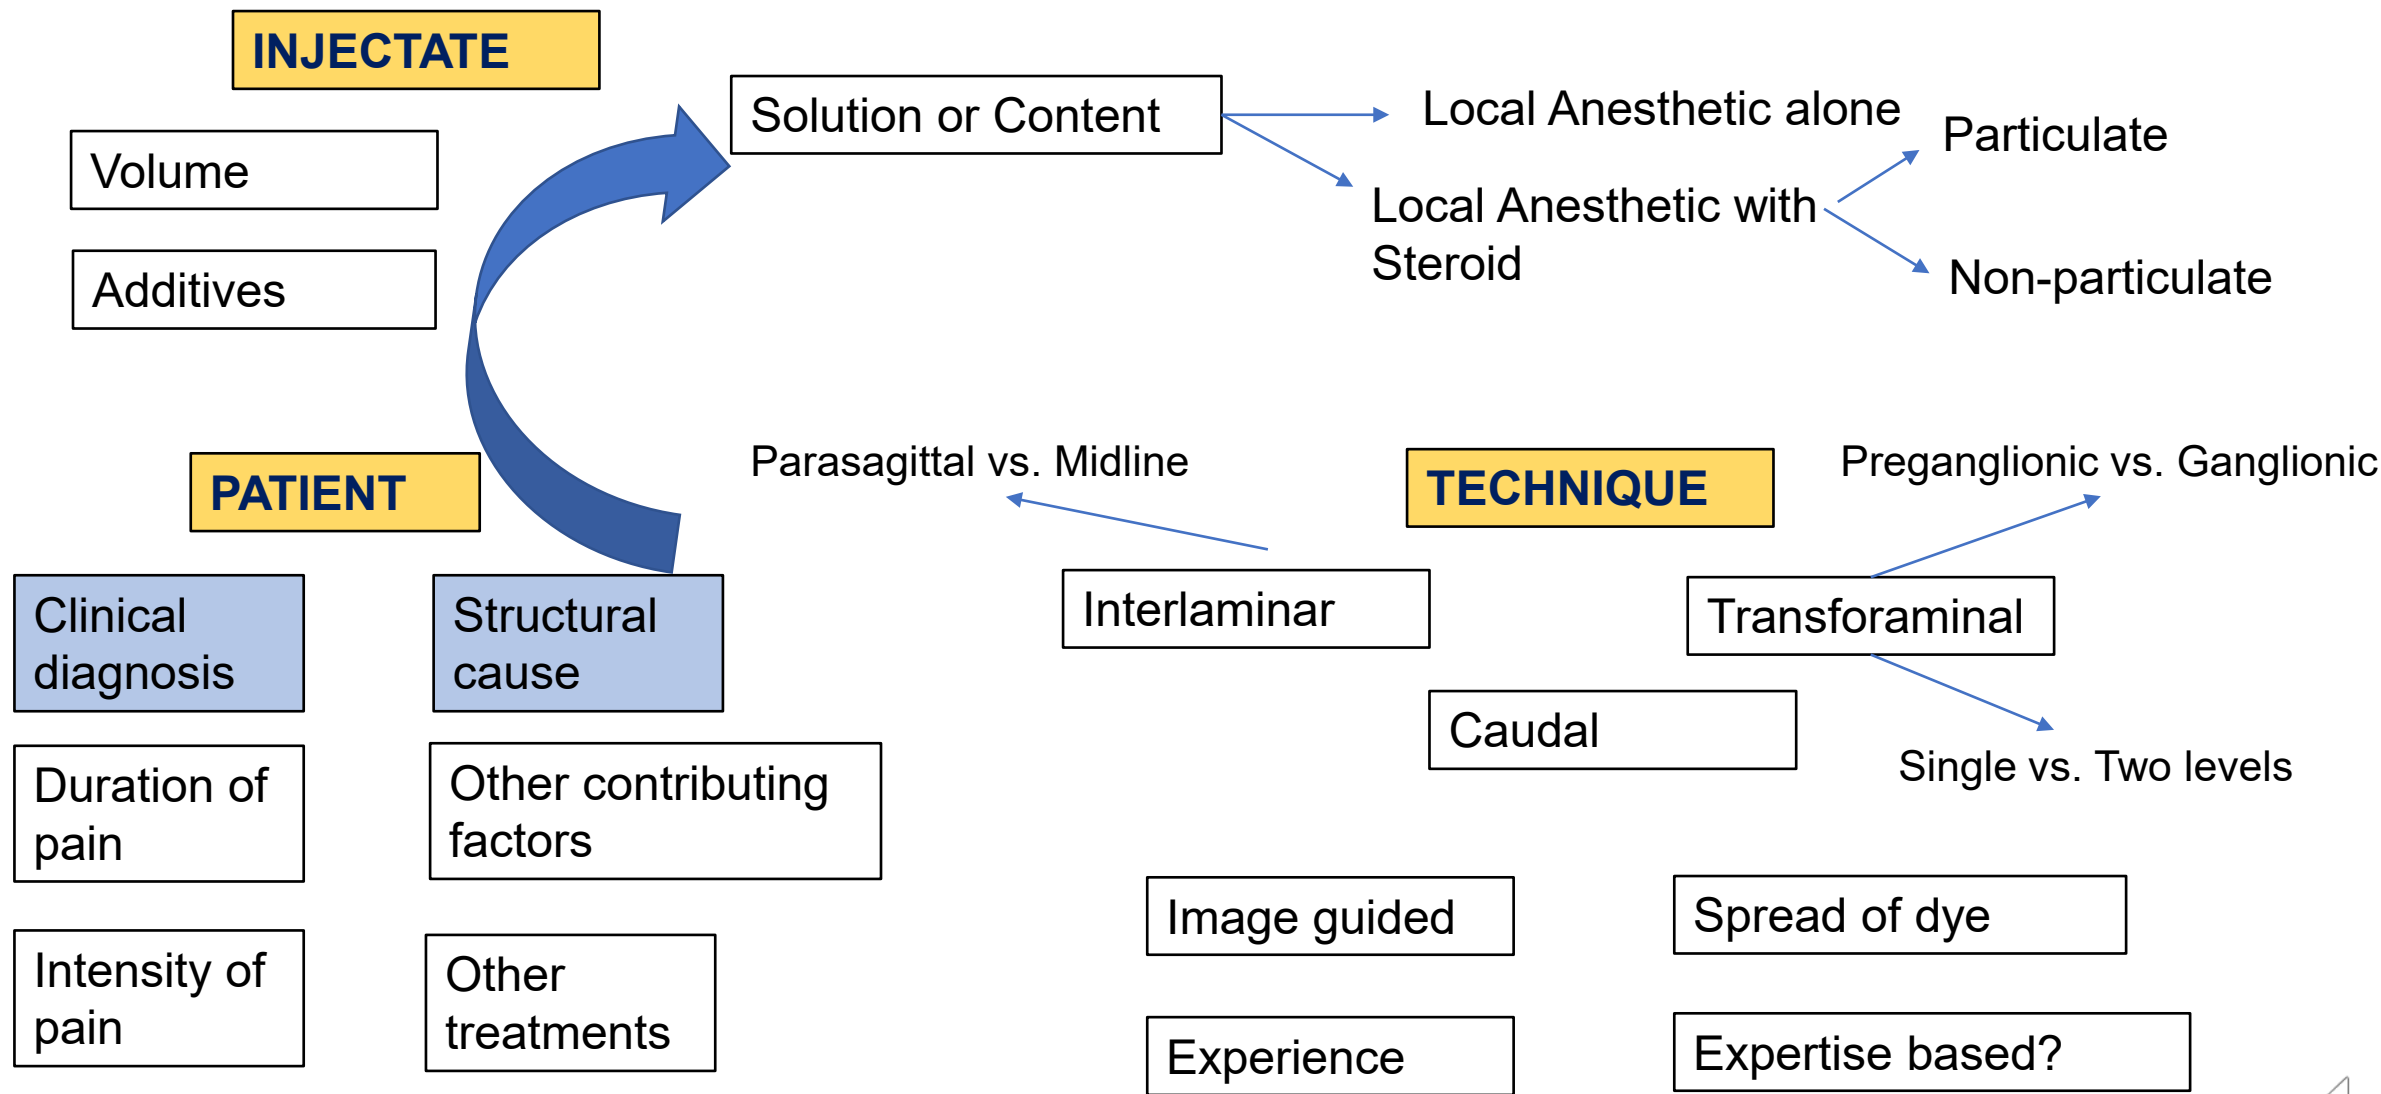 INJECTATE
Volume
Additives
Solution or Content
Local Anesthetic alone
Local Anesthetic with
Steroid
Particulate
Non-particulate
PATIENT
Clinical
diagnosis
Structural
cause
Duration of
pain
Other contributing
factors
Intensity of
pain
Other
treatments
TECHNIQUE
Parasagittal vs. Midline
Preganglionic vs. Ganglionic
Interlaminar
Transforaminal
Caudal
Single vs. Two levels
Image guided
Spread of dye
Experience
Expertise based?